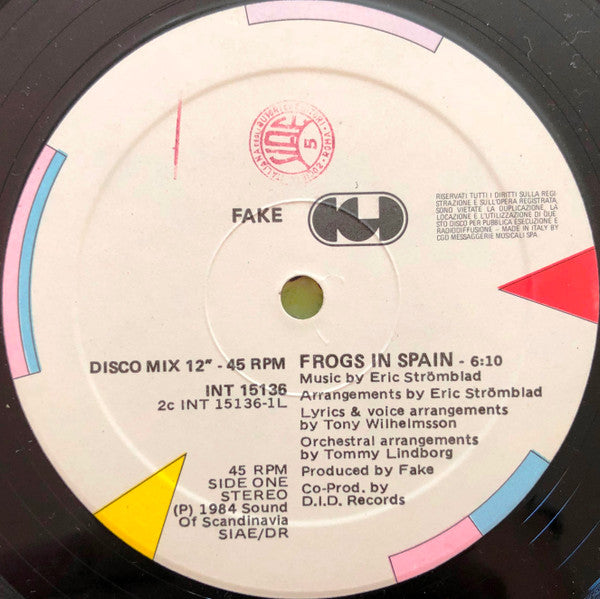 SIAE
5
FAKE
RISERVATI TUTTI I DIRITTI SULLA REGI
STRAZIONE E SULL'OPERA REGISTRATA,
SONO VIETATE LA DUPLICAZIONE, LA
LOCAZIONE E L'UTILIZZAZIONE DI QUE
STO DISCO PER PUBBLICA ESECUZIONE E
RADIODIFFUSIONE - MADE IN ITALY BY
CGD MESSAGGERIE MUSICALI SPA
DISCO MIX 12" - 45 RPM
INT 15136
2c INT 15136-1L
FROGS IN SPAIN - 6:10
Music by Eric Strömblad
Arrangements by Eric Strömblad
Lyrics & voice arrangements
by Tony Wilhelmsson
Orchestral arrangements
by Tommy Lindborg
Produced by Fake
Co-Prod. by
D.I.D. Records
45 RPM
SIDE ONE
STEREO
(P) 1984 Sound
Of Scandinavia
SIAE/DR